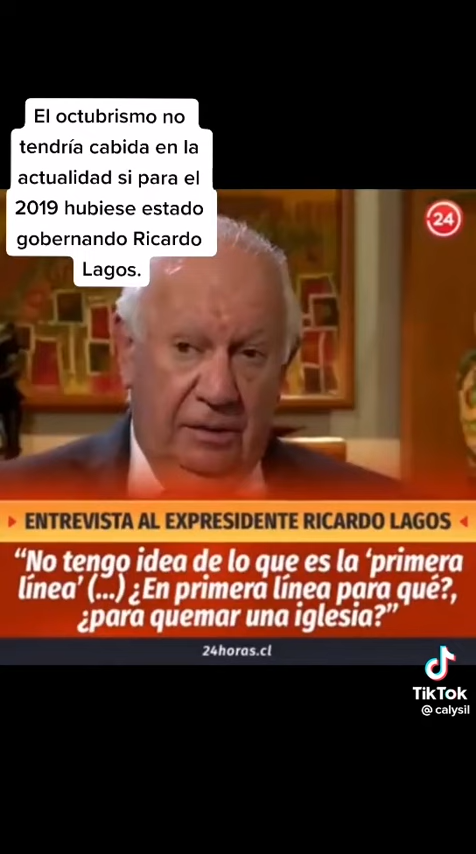 El octubrismo no
tendría cabida en la
actualidad si para el
2019 hubiese estado
gobernando Ricardo
Lagos.
24
ENTREVISTA AL EXPRESIDENTE RICARDO LAGOS
“No tengo idea de lo que es la ‘primera
línea’ (...) ¿En primera línea para qué?,
¿para quemar una iglesia?”
24horas.cl
TikTok
@ calysil